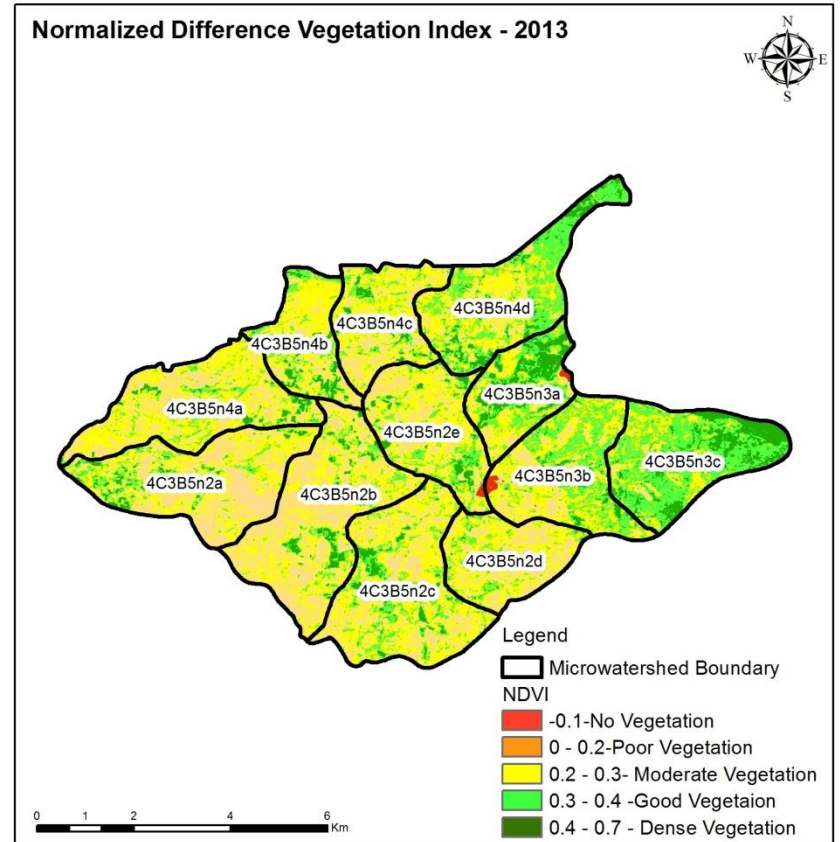 Normalized Difference Vegetation Index - 2013
N
W E
S
4C3B5n4d
4C3B5n4c
4C3B5n4b
4C3B5n3a
4C3B5n4a
4C3B5n2e
4C3B5n3c
4C3B5n3b
4C3B5n2a
4C3B5n2b
4C3B5n2d
4C3B5n2c
Legend
Microwatershed Boundary
NDVI
-0.1-No Vegetation
0 - 0.2-Poor Vegetation
0.2 - 0.3- Moderate Vegetation
0.3 - 0.4 -Good Vegetaion
0.4 - 0.7 - Dense Vegetation
0 1 2 4 6
Km